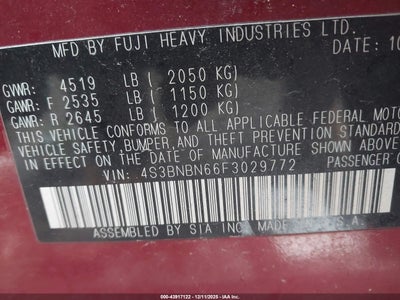 MFD BY FUJI HEAVY INDUSTRIES LTD.
DATE: 10
GVWR: 4519 LB ( 2050 KG)
GAWR: F 2535 LB ( 1150 KG)
GAWR: R 2645 LB ( 1200 KG)
THIS VEHICLE CONFORMS TO ALL APPLICABLE FEDERAL MOTO
VEHICLE SAFETY AND THEFT PREVENTION STANDARD
IN EFFECT ON THE DATE OF MANUFACTURE SHOWN ABOVE
VIN: 4S3BNBN66F3029772 PASSENGER C
ASSEMBLED BY SIA INC. MADE IN U.S.A.
000-43917122 - 12/11/2025 - IAA Inc.